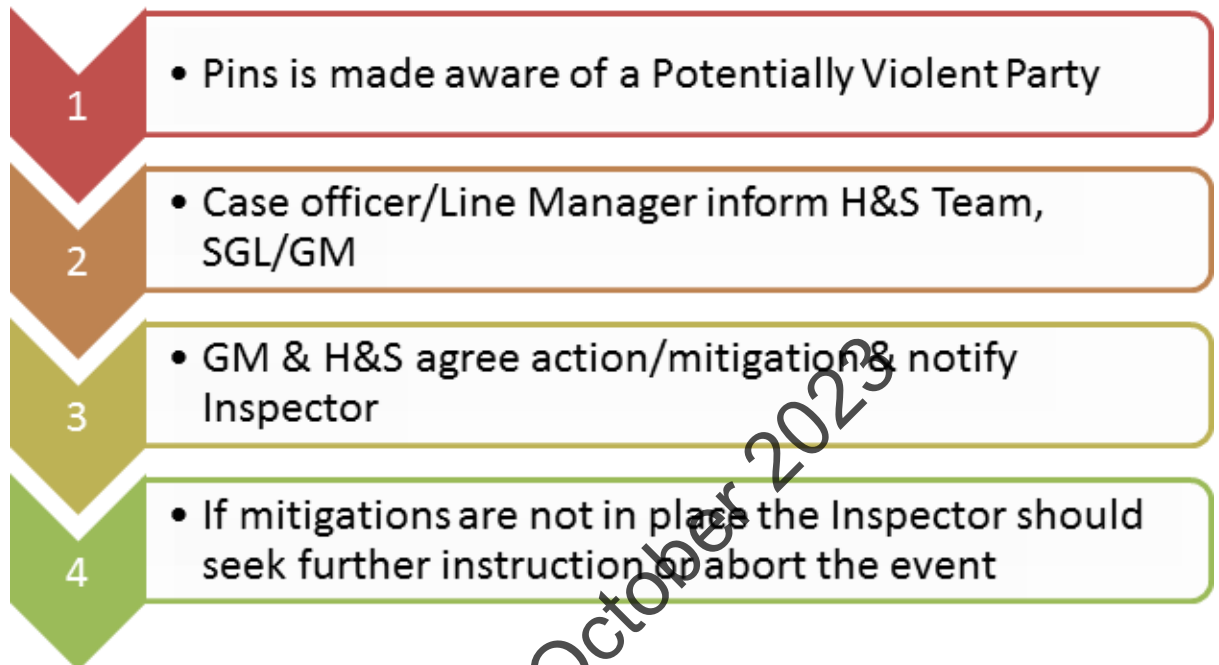 1
• Pins is made aware of a Potentially Violent Party
2
• Case officer/Line Manager inform H&S Team,
SGL/GM
3
• GM & H&S agree action/mitigation & notify
Inspector
4
• If mitigations are not in place the Inspector should
seek further instruction or abort the event
October 2023